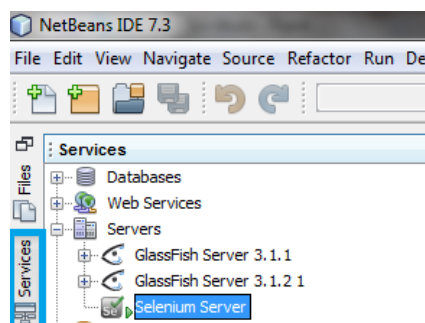 NetBeans IDE 7.3
File Edit View Navigate Source Refactor Run De
Services
Files
Databases
Web Services
Servers
Services
GlassFish Server 3.1.1
GlassFish Server 3.1.2 1
Se
Selenium Server